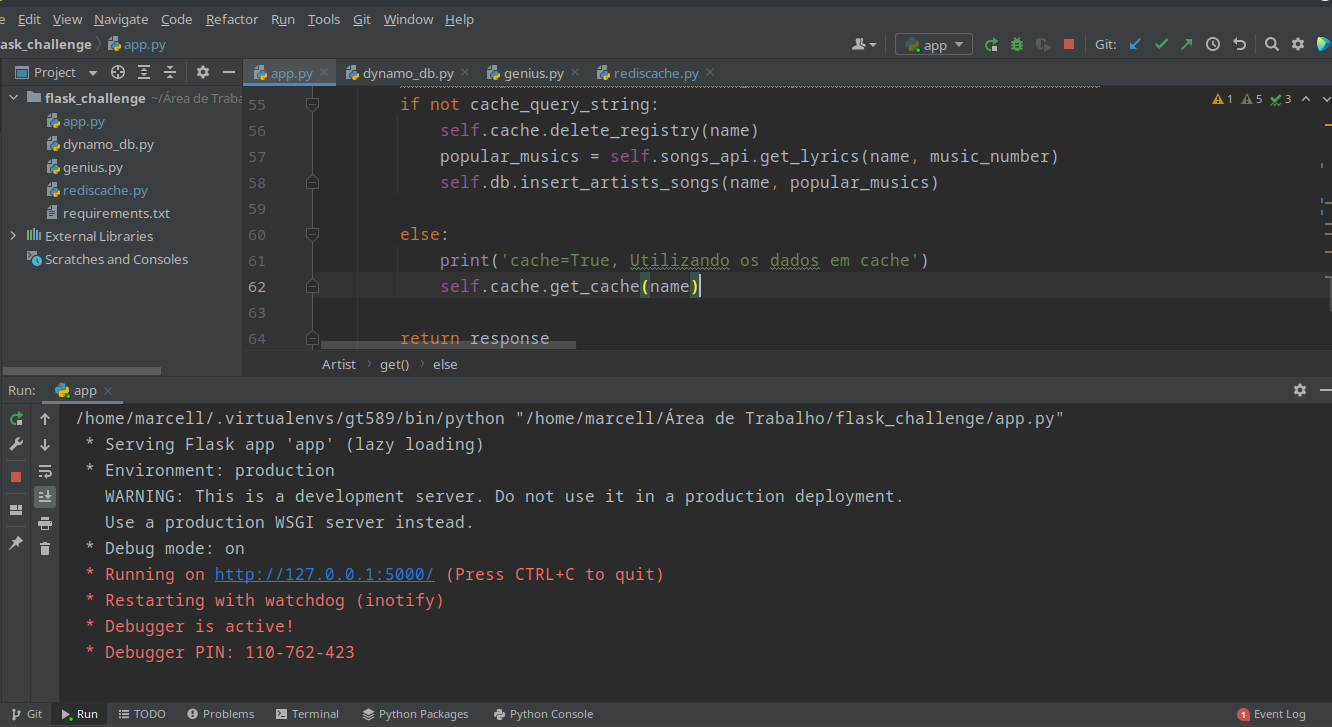 e Edit View Navigate Code Refactor Run Tools Git Window Help
ask_challenge app.py app Git:
Project app.py dynamo_db.py genius.py rediscache.py
flask_challenge ~/Área de Traba
app.py
dynamo_db.py
genius.py
rediscache.py
requirements.txt
External Libraries
Scratches and Consoles
1 5 3
55 if not cache_query_string:
56 self.cache.delete_registry(name)
57 popular_musics = self.songs_api.get_lyrics(name, music_number)
58 self.db.insert_artists_songs(name, popular_musics)
59
60 else:
61 print('cache=True, Utilizando os dados em cache')
62 self.cache.get_cache(name)
63
64 return response
Artist get() else
Run: app
/home/marcell/.virtualenvs/gt589/bin/python "/home/marcell/Área de Trabalho/flask_challenge/app.py"
* Serving Flask app 'app' (lazy loading)
* Environment: production
WARNING: This is a development server. Do not use it in a production deployment.
Use a production WSGI server instead.
* Debug mode: on
* Running on http://127.0.0.1:5000/ (Press CTRL+C to quit)
* Restarting with watchdog (inotify)
* Debugger is active!
* Debugger PIN: 110-762-423
Git Run TODO Problems Terminal Python Packages Python Console 1 Event Log